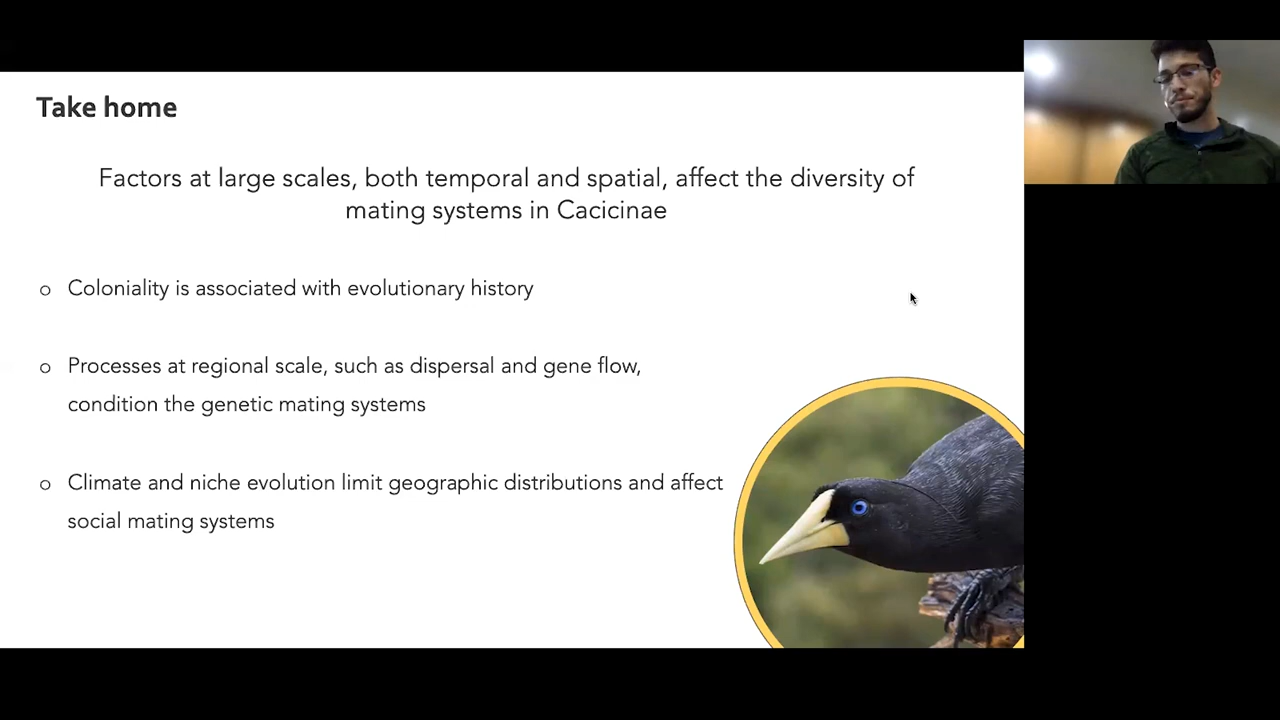 Take home
Factors at large scales, both temporal and spatial, affect the diversity of
mating systems in Cacicinae
o Coloniality is associated with evolutionary history
o Processes at regional scale, such as dispersal and gene flow,
condition the genetic mating systems
o Climate and niche evolution limit geographic distributions and affect
social mating systems